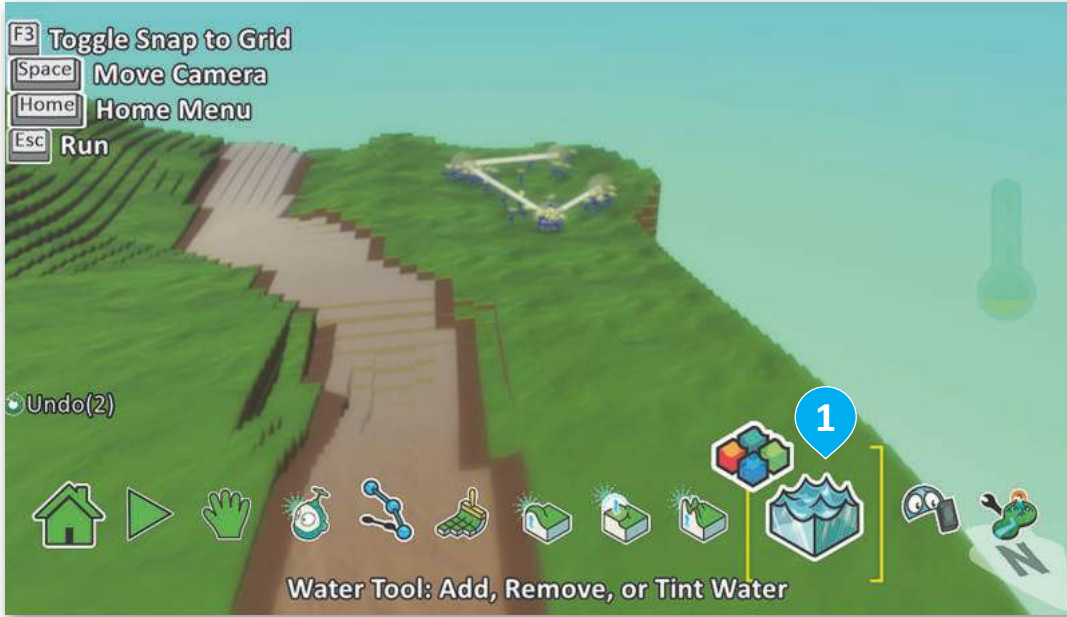 F3 Toggle Snap to Grid
Space Move Camera
Home Home Menu
Esc Run
Undo(2)
1
N
Water Tool: Add, Remove, or Tint Water